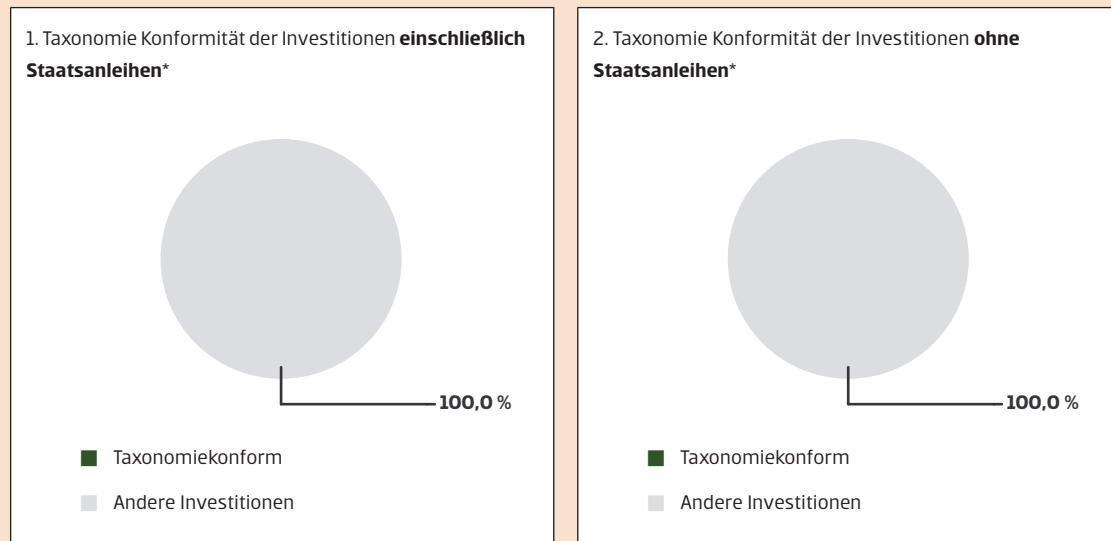 1. Taxonomie Konformität der Investitionen einschließlich
Staatsanleihen*
100,0 %
Taxonomiekonform
Andere Investitionen
2. Taxonomie Konformität der Investitionen ohne
Staatsanleihen*
100,0 %
Taxonomiekonform
Andere Investitionen